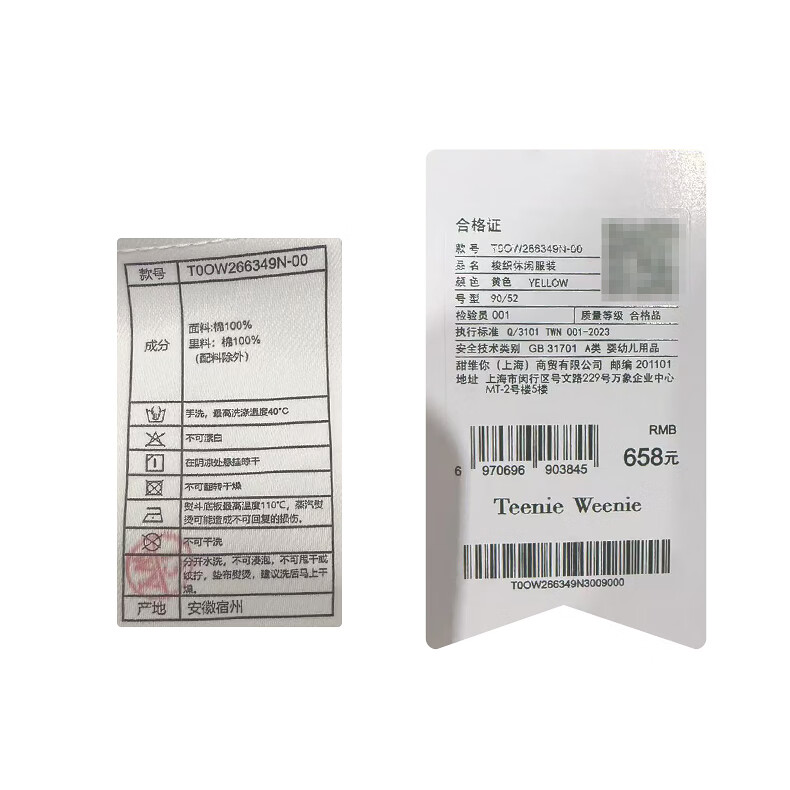 款号 T0OW266349N-00
成分
面料:棉100%
里料: 棉100%
(配料除外)
手洗，最高洗涤温度40°C
不可漂白
在阴凉处悬挂晾干
不可翻转干燥
熨斗底板最高温度110°C，蒸汽熨
烫可能造成不可回复的损伤。
不可干洗
分开水洗，不可浸泡，不可甩干或
绞拧，垫布熨烫，建议洗后马上干
燥。
产地 安徽宿州
合格证
款号 T0OW266349N-00
品名 梭织休闲服装
颜色 黄色 YELLOW
号型 90/52
检验员 001 质量等级 合格品
执行标准 Q/3101 TWN 001-2023
安全技术类别 GB 31701 A类 婴幼儿用品
甜维你（上海）商贸有限公司 邮编 201101
地址 上海市闵行区号文路229号万象企业中心
MT-2号楼5楼
RMB
658元
6 970696 903845
Teenie Weenie
T0OW266349N3009000